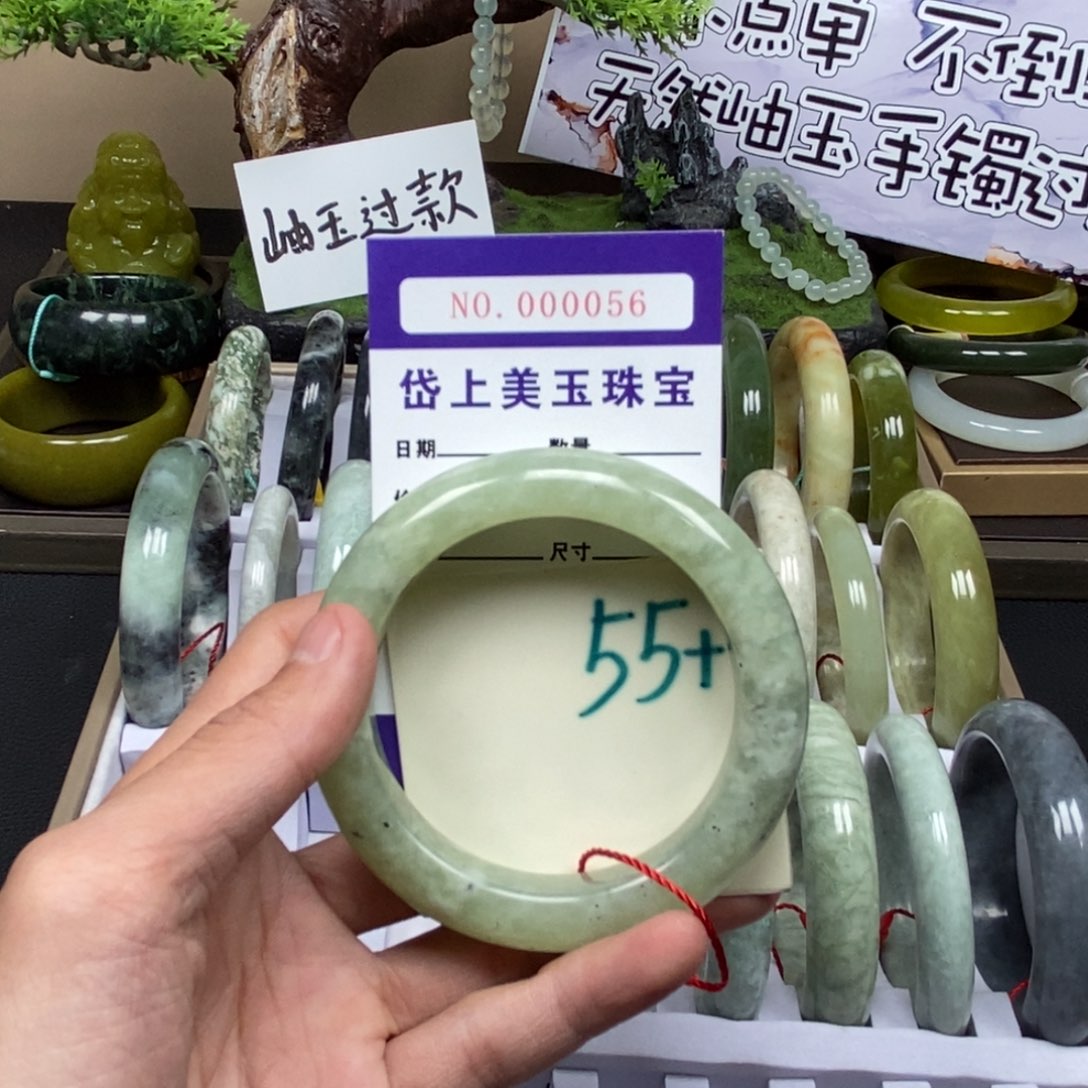 点单 不倒
天然岫玉手镯
岫玉过款
NO.000056
岱上美玉珠宝
日期 数量
尺寸
55+